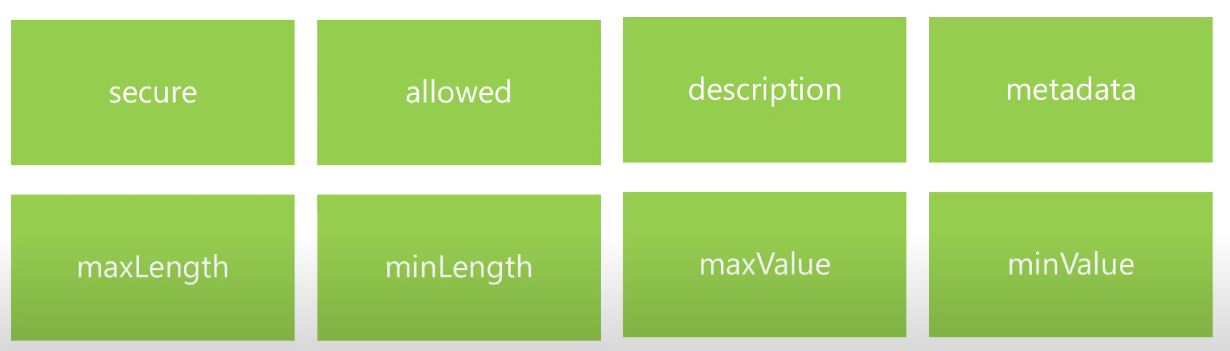 secure
allowed
description
metadata
maxLength
minLength
maxValue
minValue